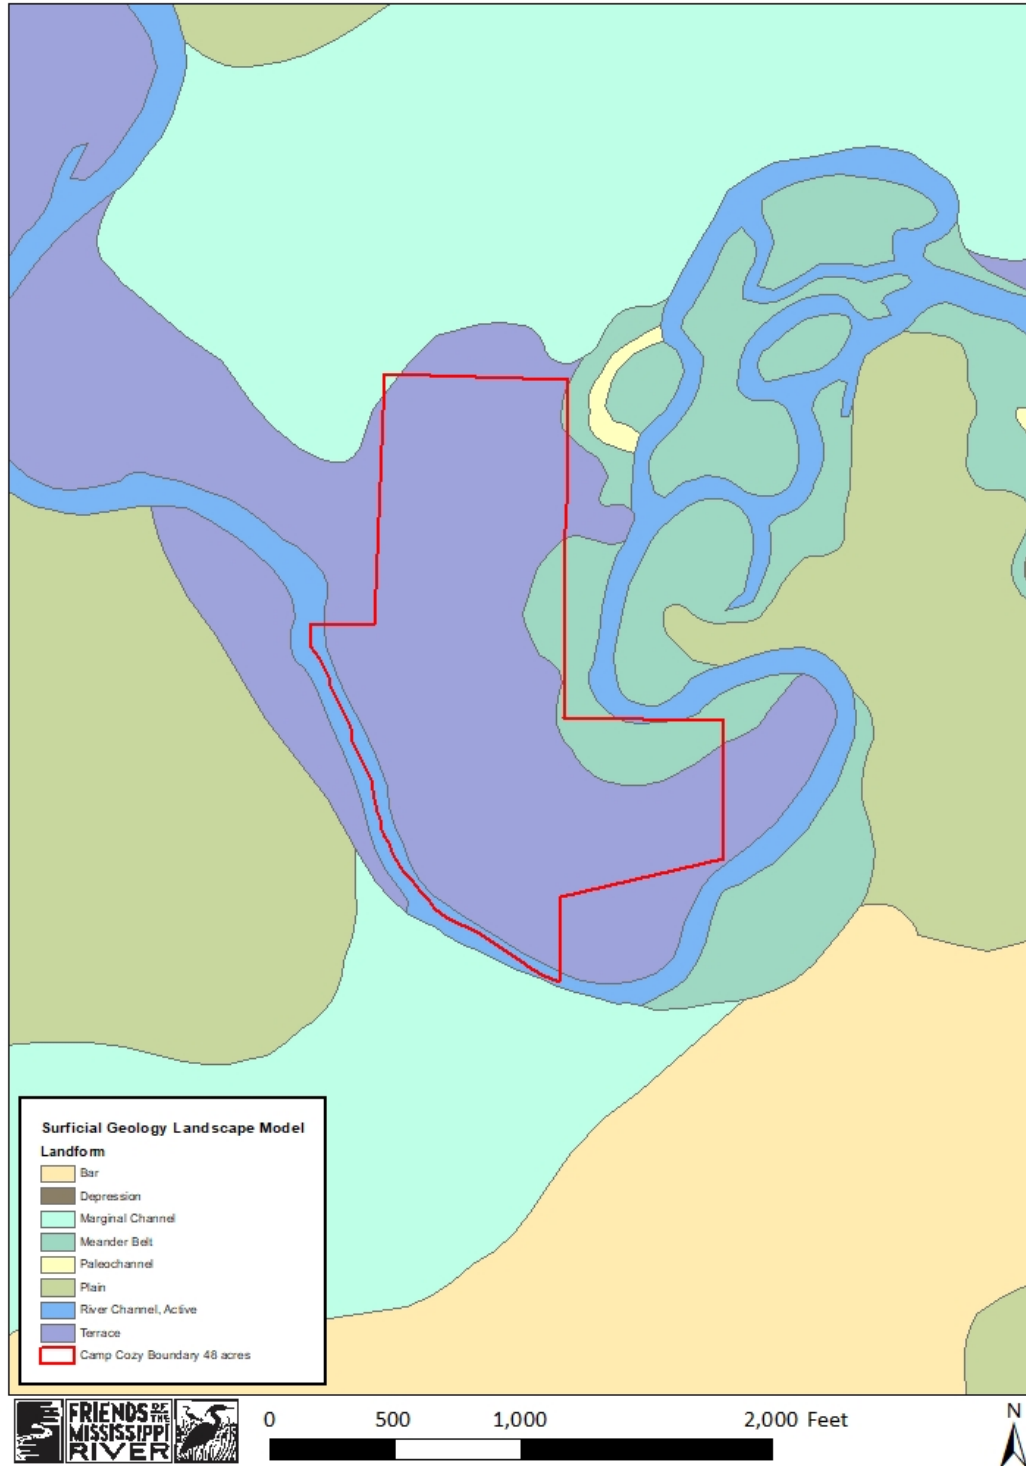 Surficial Geology Landscape Model
Landform
Bar
Depression
Marginal Channel
Meander Belt
Paleochannel
Plain
River Channel, Active
Terrace
Camp Cozy Boundary 48 acres
FRIENDS OF THE
MISSISSIPPI
RIVER
0 500 1,000 2,000 Feet
N